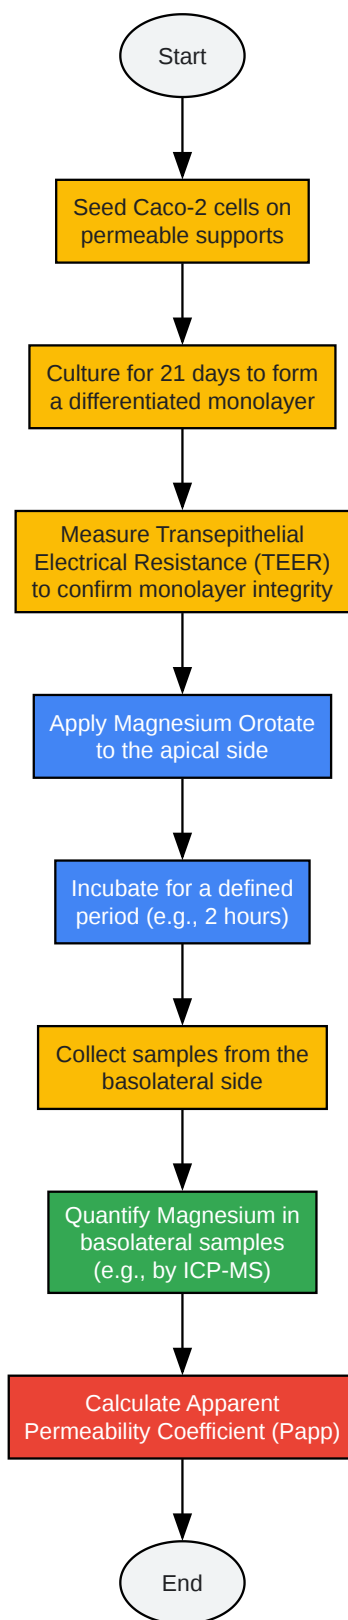 Start
Seed Caco-2 cells on
permeable supports
Culture for 21 days to form
a differentiated monolayer
Measure Transepithelial
Electrical Resistance (TEER)
to confirm monolayer integrity
Apply Magnesium Orotate
to the apical side
Incubate for a defined
period (e.g., 2 hours)
Collect samples from the
basolateral side
Quantify Magnesium in
basolateral samples
(e.g., by ICP-MS)
Calculate Apparent
Permeability Coefficient (Papp)
End